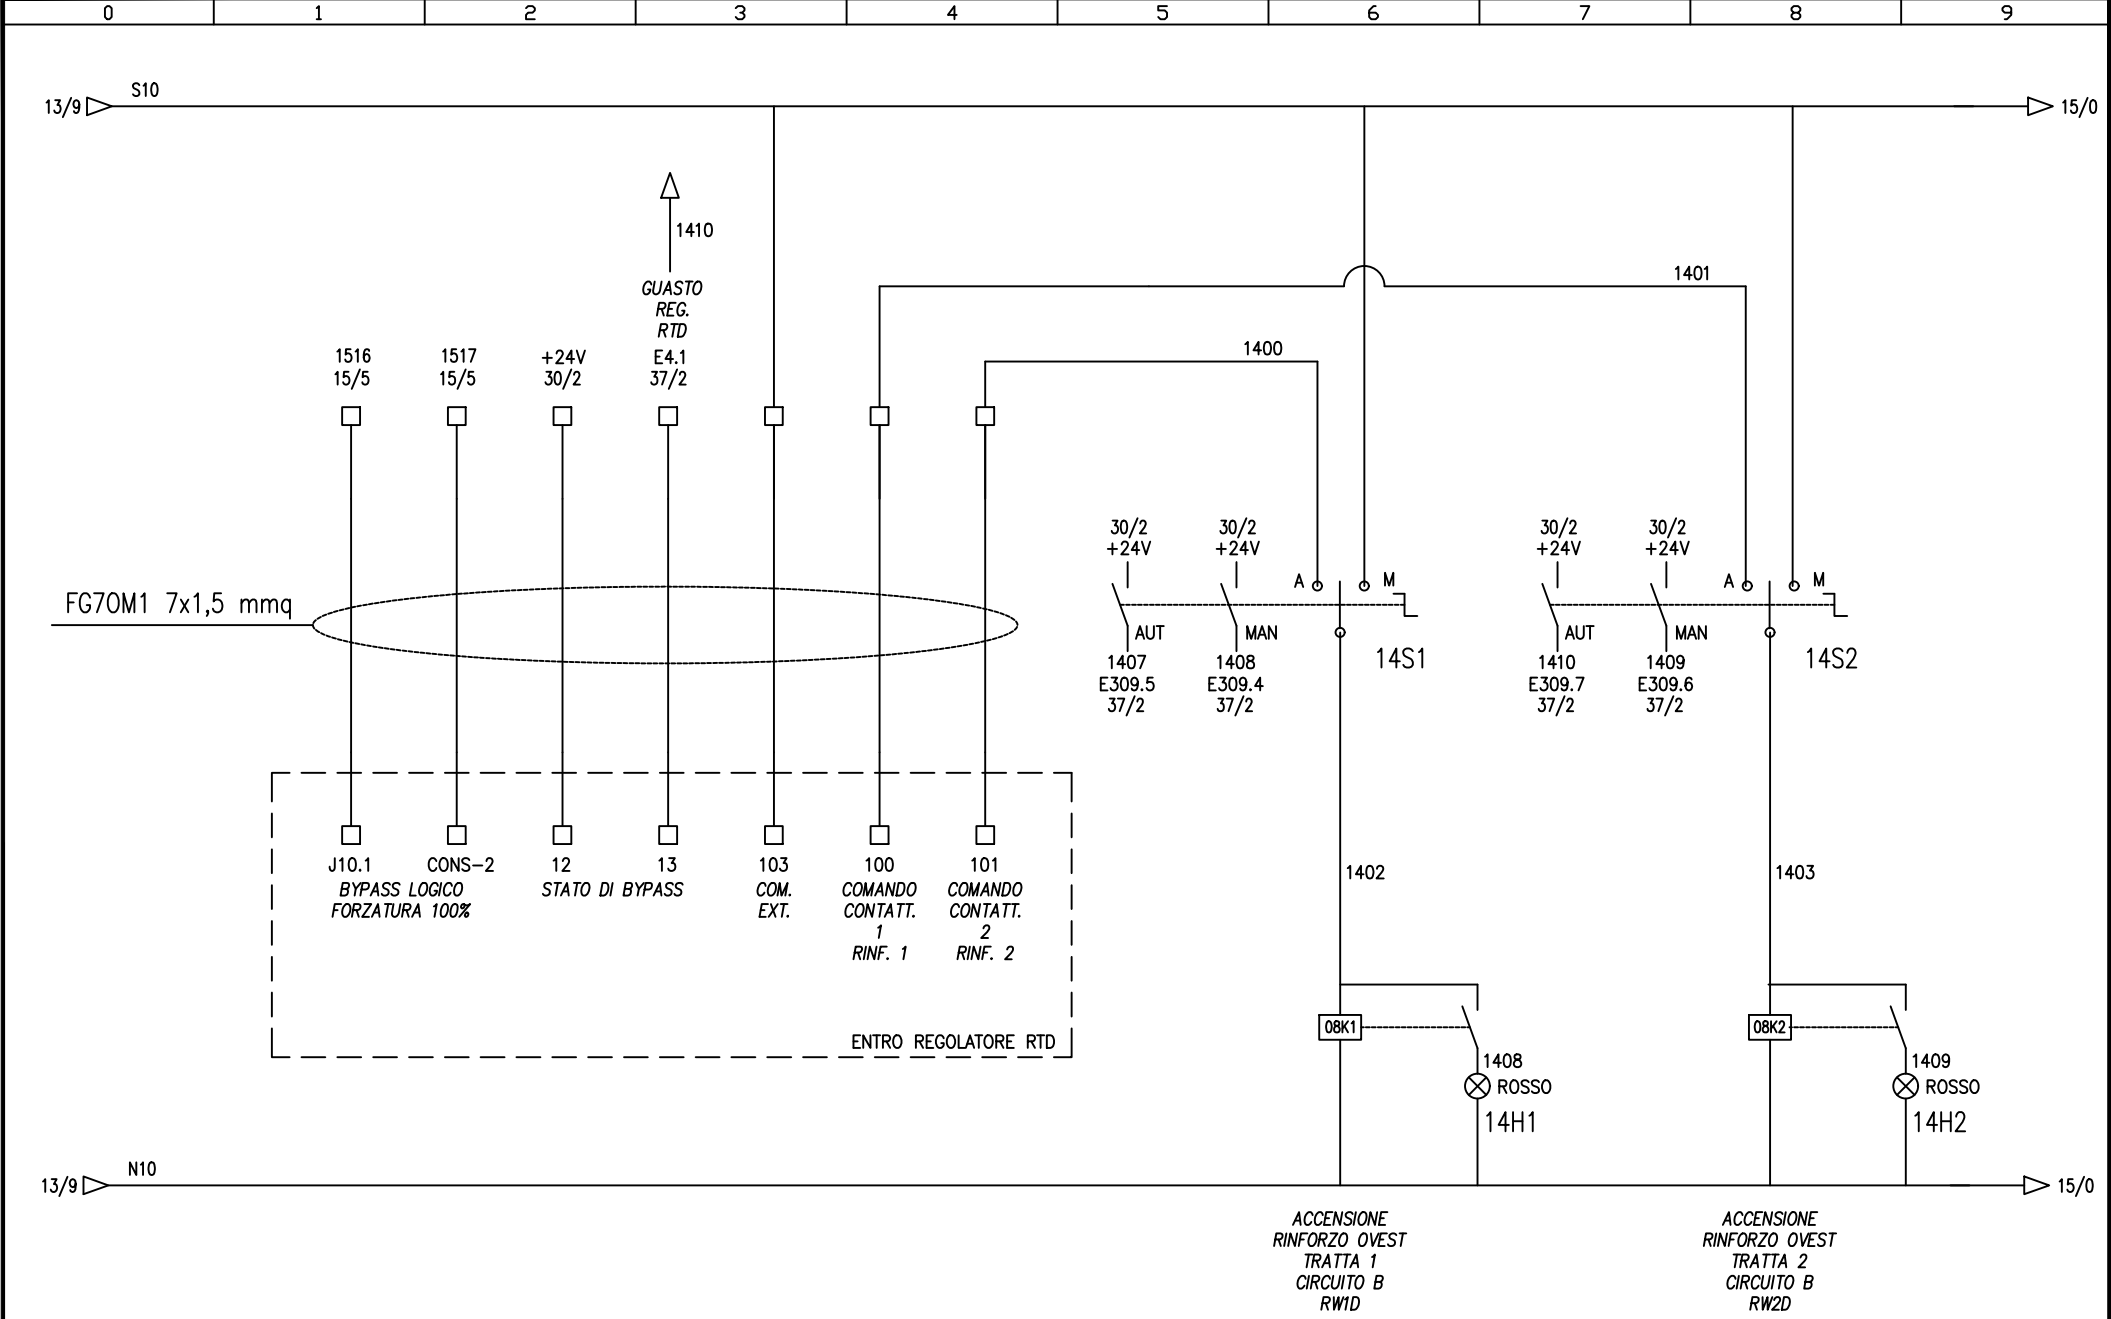 0 1 2 3 4 5 6 7 8 9
S10
13/9
15/0
1410
GUASTO
REG.
RTD
1401
1400
1516
15/5
1517
15/5
+24V
30/2
E4.1
37/2
FG7OM1 7x1,5 mmq
30/2
+24V
AUT
1407
E309.5
37/2
30/2
+24V
MAN
1408
E309.4
37/2
A
M
14S1
30/2
+24V
AUT
1410
E309.7
37/2
30/2
+24V
MAN
1409
E309.6
37/2
A
M
14S2
J10.1
CONS-2
BYPASS LOGICO
FORZATURA 100%
12
13
STATO DI BYPASS
103
COM.
EXT.
100
COMANDO
CONTATT.
1
RINF. 1
101
COMANDO
CONTATT.
2
RINF. 2
ENTRO REGOLATORE RTD
1402
1403
08K1
1408
ROSSO
14H1
08K2
1409
ROSSO
14H2
N10
13/9
15/0
ACCENSIONE
RINFORZO OVEST
TRATTA 1
CIRCUITO B
RW1D
ACCENSIONE
RINFORZO OVEST
TRATTA 2
CIRCUITO B
RW2D